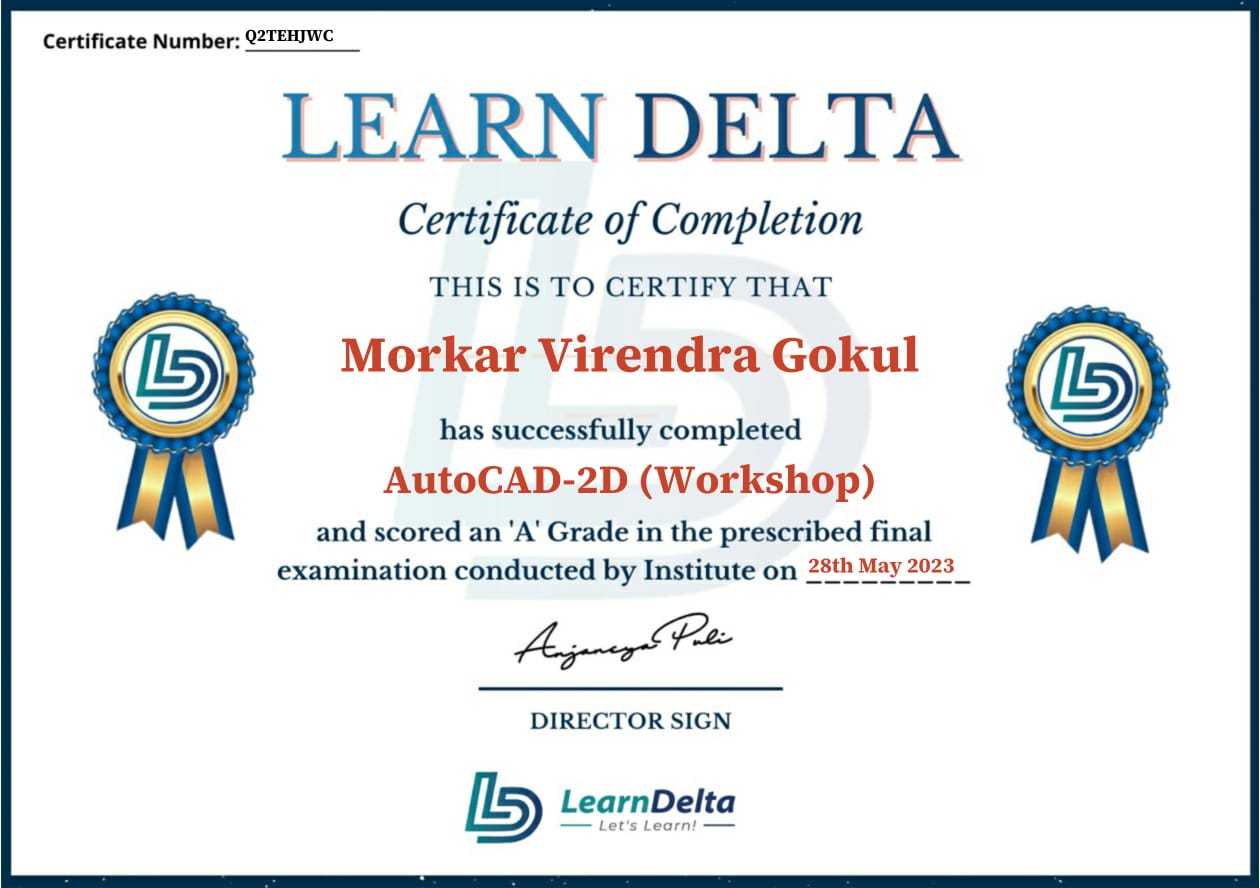 Certificate Number: Q2TEHJWC
LEARN DELTA
Certificate of Completion
THIS IS TO CERTIFY THAT
Morkar Virendra Gokul
has successfully completed
AutoCAD-2D (Workshop)
and scored an 'A' Grade in the prescribed final
examination conducted by Institute on 28th May 2023
Anjaneya Puli
DIRECTOR SIGN
LearnDelta
Let's Learn!